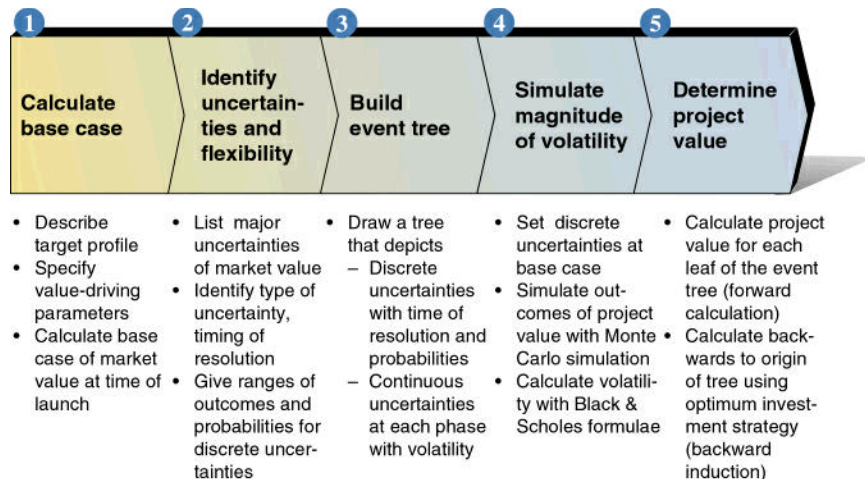 1
Calculate
base case
2
Identify
uncertain-
ties and
flexibility
3
Build
event tree
4
Simulate
magnitude
of volatility
5
Determine
project
value
• Describe
target profile
• Specify
value-driving
parameters
• Calculate base
case of market
value at time of
launch
• List major
uncertainties
of market value
• Identify type of
uncertainty,
timing of
resolution
• Give ranges of
outcomes and
probabilities for
discrete uncer-
tainties
• Draw a tree
that depicts
– Discrete
uncertainties
with time of
resolution and
probabilities
– Continuous
uncertainties
at each phase
with volatility
• Set discrete
uncertainties at
base case
• Simulate out-
comes of project
value with Monte
Carlo simulation
• Calculate volatili-
ty with Black &
Scholes formulae
• Calculate project
value for each
leaf of the event
tree (forward
calculation)
• Calculate back-
wards to origin
of tree using
optimum invest-
ment strategy
(backward
induction)